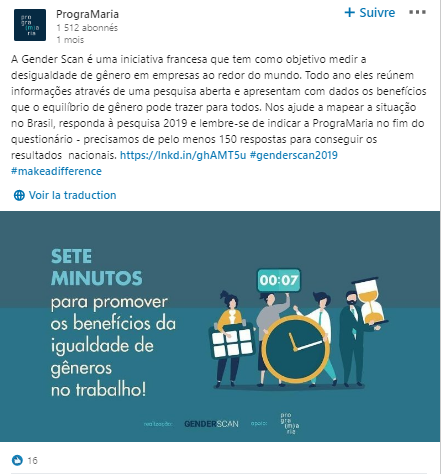 PrograMaria
1 512 abonnés
1 mois
+ Suivre
A Gender Scan é uma iniciativa francesa que tem como objetivo medir a
desigualdade de gênero em empresas ao redor do mundo. Todo ano eles reúnem
informações através de uma pesquisa aberta e apresentam com dados os benefícios
que o equilíbrio de gênero pode trazer para todos. Nos ajude a mapear a situação
no Brasil, responda à pesquisa 2019 e lembre-se de indicar a PrograMaria no fim do
questionário - precisamos de pelo menos 150 respostas para conseguir os
resultados nacionais. https://lnkd.in/ghAMT5u #genderscan2019
#makeadifference
Voir la traduction
SETE
MINUTOS
para promover
os benefícios da
igualdade de
gêneros
no trabalho!
00:07
realização GENDERSCAN apoio
pro
gra
{m}a
ria
16